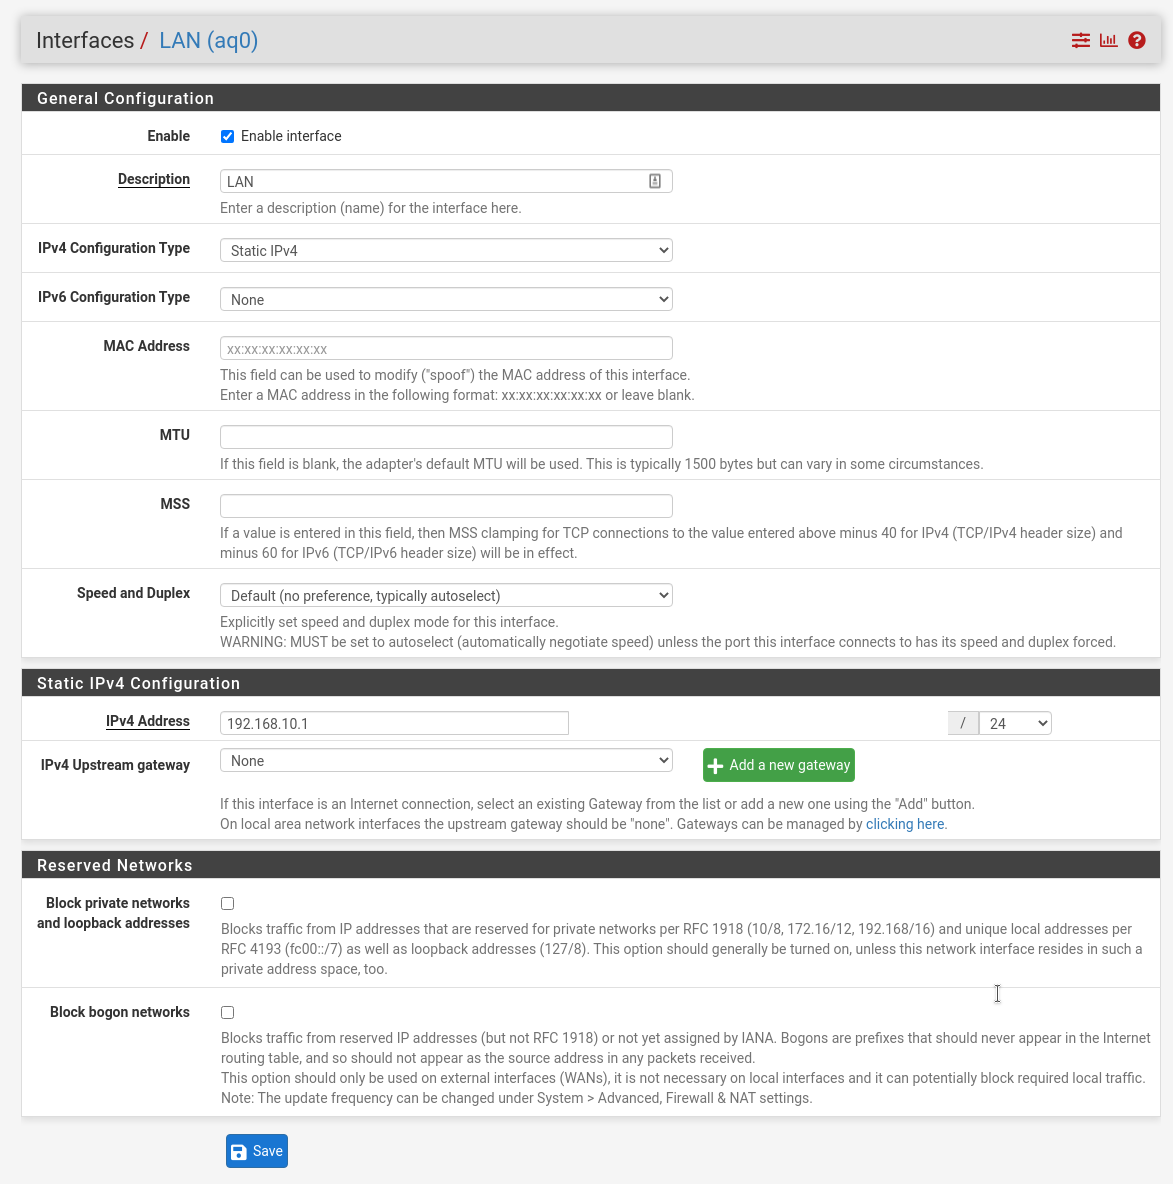 Interfaces / LAN (aq0)
General Configuration
Enable
Enable interface
Description
LAN
Enter a description (name) for the interface here.
IPv4 Configuration Type
Static IPv4
IPv6 Configuration Type
None
MAC Address
xx:xx:xx:xx:xx:xx
This field can be used to modify ("spoof") the MAC address of this interface.
Enter a MAC address in the following format: xx:xx:xx:xx:xx:xx or leave blank.
MTU
If this field is blank, the adapter's default MTU will be used. This is typically 1500 bytes but can vary in some circumstances.
MSS
If a value is entered in this field, then MSS clamping for TCP connections to the value entered above minus 40 for IPv4 (TCP/IPv4 header size) and
minus 60 for IPv6 (TCP/IPv6 header size) will be in effect.
Speed and Duplex
Default (no preference, typically autoselect)
Explicitly set speed and duplex mode for this interface.
WARNING: MUST be set to autoselect (automatically negotiate speed) unless the port this interface connects to has its speed and duplex forced.
Static IPv4 Configuration
IPv4 Address
192.168.10.1
/ 24
IPv4 Upstream gateway
None
Add a new gateway
If this interface is an Internet connection, select an existing Gateway from the list or add a new one using the "Add" button.
On local area network interfaces the upstream gateway should be "none". Gateways can be managed by clicking here.
Reserved Networks
Block private networks
and loopback addresses
Blocks traffic from IP addresses that are reserved for private networks per RFC 1918 (10/8, 172.16/12, 192.168/16) and unique local addresses per
RFC 4193 (fc00::/7) as well as loopback addresses (127/8). This option should generally be turned on, unless this network interface resides in such a
private address space, too.
Block bogon networks
Blocks traffic from reserved IP addresses (but not RFC 1918) or not yet assigned by IANA. Bogons are prefixes that should never appear in the Internet
routing table, and so should not appear as the source address in any packets received.
This option should only be used on external interfaces (WANs), it is not necessary on local interfaces and it can potentially block required local traffic.
Note: The update frequency can be changed under System > Advanced, Firewall & NAT settings.
Save